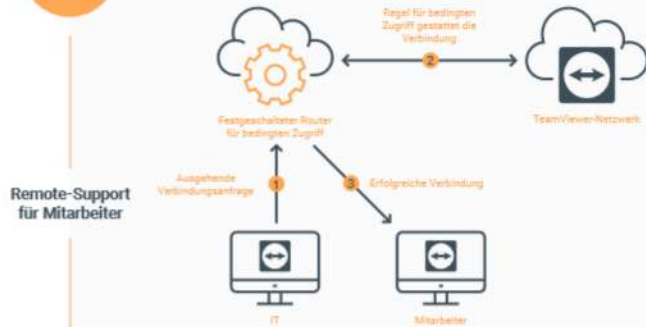 Regel für bedingten
Zugriff gestattet die
Verbindung
2
Festgeschalteter Router
für bedingten Zugriff
TeamViewer-Netzwerk
Ausgehende
Verbindungsanfrage
1
3
Erfolgreiche Verbindung
Remote-Support
für Mitarbeiter
IT
Mitarbeiter